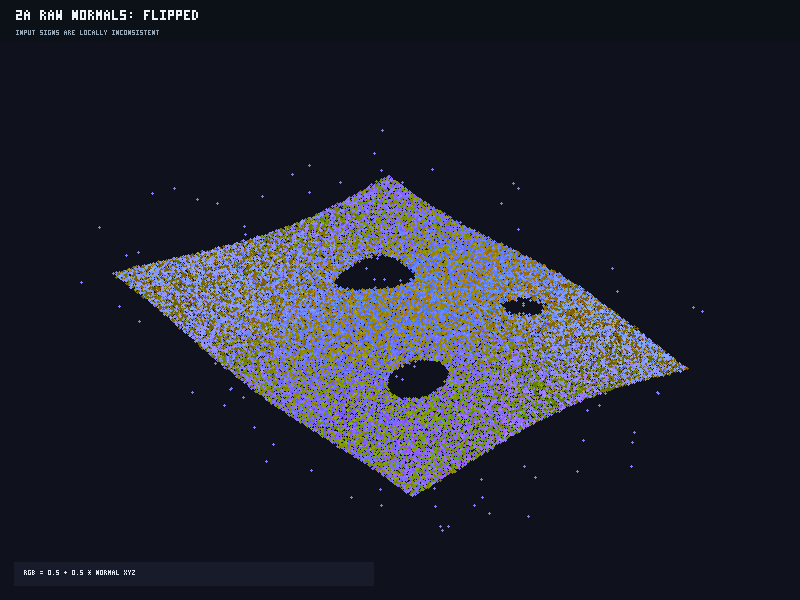 2A RAW NORMALS: FLIPPED
INPUT SIGNS ARE LOCALLY INCONSISTENT
RGB = 0.5 + 0.5 * NORMAL XYZ